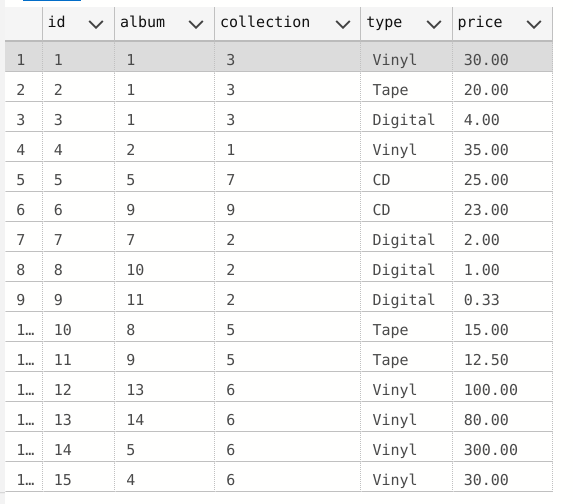 id album collection type price
1 1 1 3 Vinyl 30.00
2 2 1 3 Tape 20.00
3 3 1 3 Digital 4.00
4 4 2 1 Vinyl 35.00
5 5 5 7 CD 25.00
6 6 9 9 CD 23.00
7 7 7 2 Digital 2.00
8 8 10 2 Digital 1.00
9 9 11 2 Digital 0.33
1… 10 8 5 Tape 15.00
1… 11 9 5 Tape 12.50
1… 12 13 6 Vinyl 100.00
1… 13 14 6 Vinyl 80.00
1… 14 5 6 Vinyl 300.00
1… 15 4 6 Vinyl 30.00